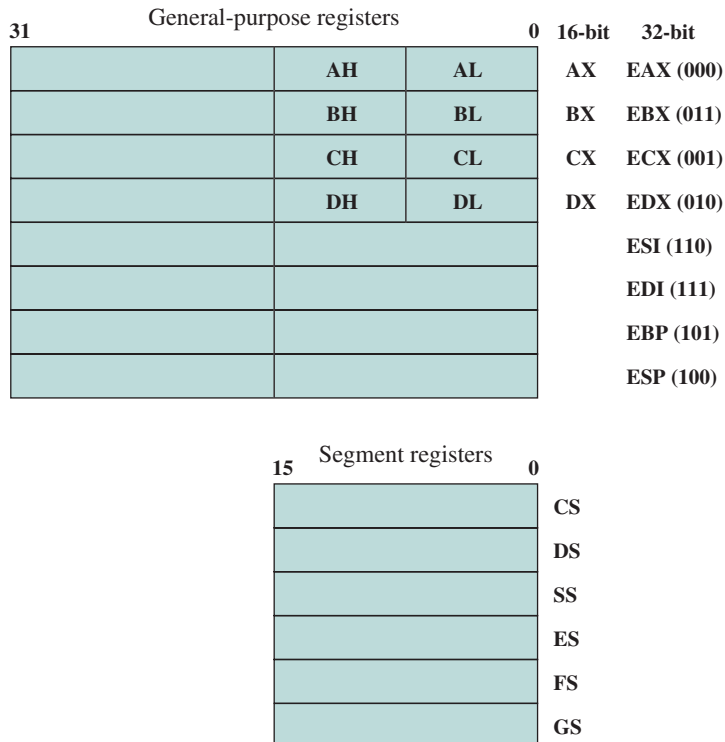 General-purpose registers
31 0 16-bit 32-bit
AH AL AX EAX (000)
BH BL BX EBX (011)
CH CL CX ECX (001)
DH DL DX EDX (010)
ESI (110)
EDI (111)
EBP (101)
ESP (100)
Segment registers
15 0
CS
DS
SS
ES
FS
GS